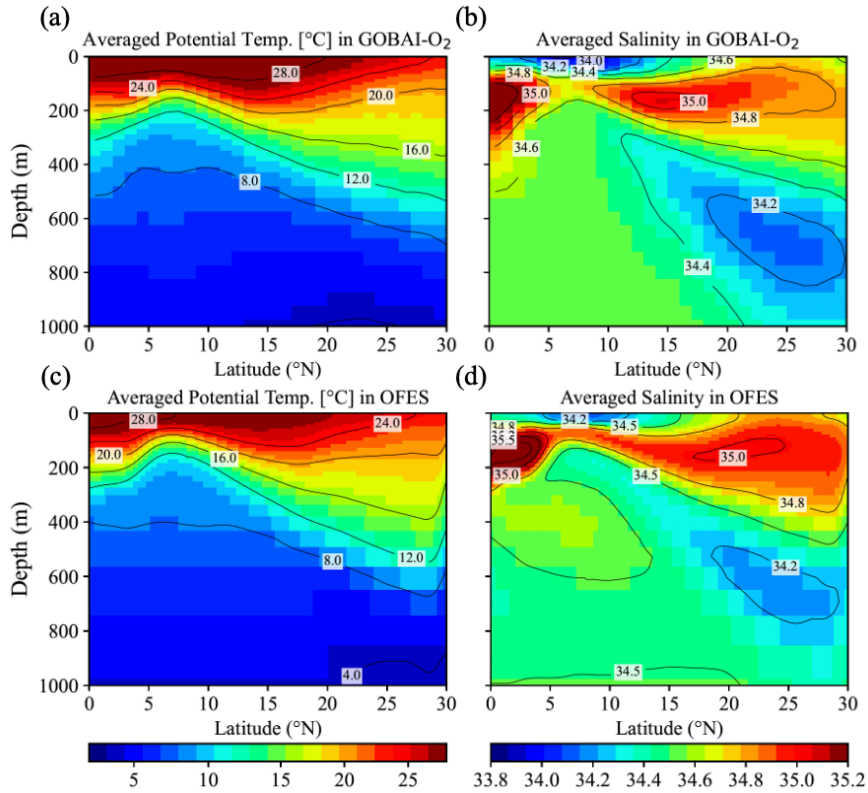 (a)
Averaged Potential Temp. [°C] in GOBAI-O₂
0
200
400
600
800
1000
Depth (m)
28.0
24.0
20.0
16.0
12.0
8.0
0 5 10 15 20 25 30
Latitude (°N)
(b)
Averaged Salinity in GOBAI-O₂
34.2
34.0
34.4
34.6
34.8
35.0
35.0
34.8
34.6
34.2
34.4
0 5 10 15 20 25 30
Latitude (°N)
(c)
Averaged Potential Temp. [°C] in OFES
0
200
400
600
800
1000
Depth (m)
28.0
24.0
20.0
16.0
12.0
8.0
4.0
0 5 10 15 20 25 30
Latitude (°N)
(d)
Averaged Salinity in OFES
34.2
34.5
34.8
35.5
35.0
35.0
34.5
34.8
34.2
34.5
0 5 10 15 20 25 30
Latitude (°N)
5 10 15 20 25
33.8 34.0 34.2 34.4 34.6 34.8 35.0 35.2